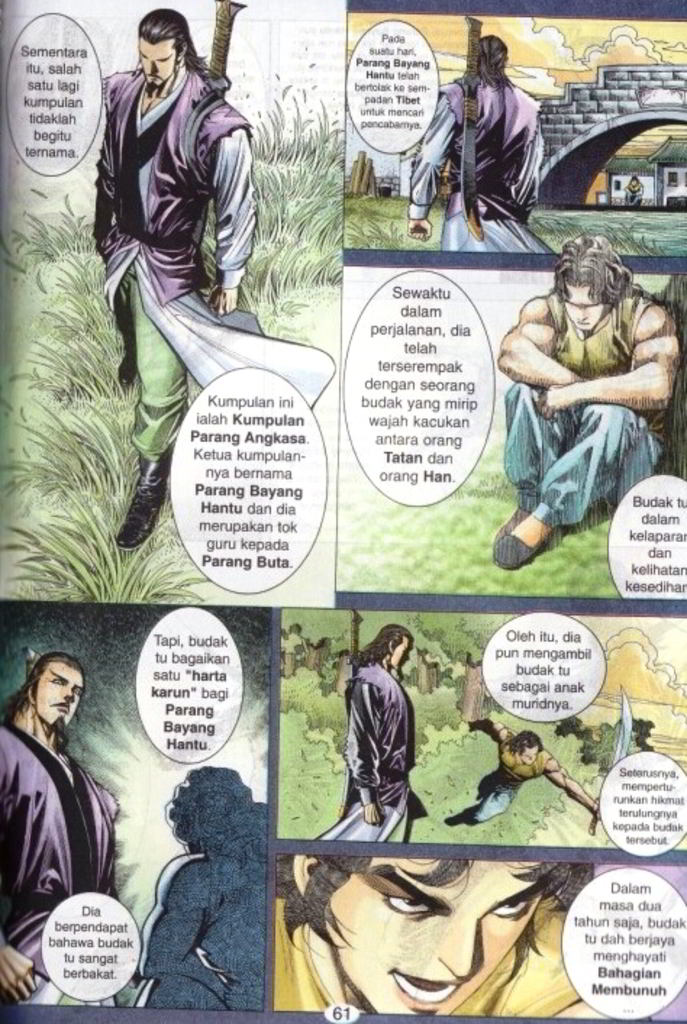 Sementara
itu, salah
satu lagi
kumpulan
tidaklah
begitu
ternama.
Kumpulan ini
ialah Kumpulan
Parang Angkasa.
Ketua kumpulan-
nya bernama
Parang Bayang
Hantu dan dia
merupakan tok
guru kepada
Parang Buta.
Pada
suatu hari,
Parang Bayang
Hantu telah
bertolak ke sem-
padan Tibet
untuk mencari
pencabarnya.
Sewaktu
dalam
perjalanan, dia
telah
terserempak
dengan seorang
budak yang mirip
wajah kacukan
antara orang
Tatan dan
orang Han.
Budak tu
dalam
kelaparan
dan
kelihatan
kesedihan
Tapi, budak
tu bagaikan
satu "harta
karun" bagi
Parang
Bayang
Hantu.
Dia
berpendapat
bahawa budak
tu sangat
berbakat.
Oleh itu, dia
pun mengambil
budak tu
sebagai anak
muridnya.
Seterusnya,
mempertu-
runkan hikmat
terulungnya
kepada budak
tersebut.
Dalam
masa dua
tahun saja, budak
tu dah berjaya
menghayati
Bahagian
Membunuh
...
61